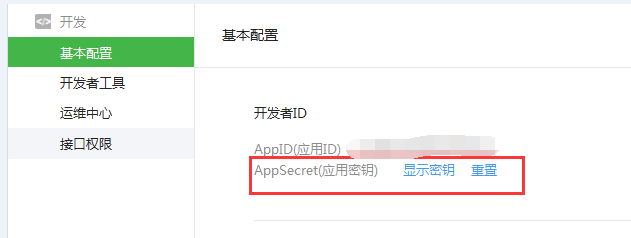 开发
基本配置
开发者工具
运维中心
接口权限
基本配置
开发者ID
AppID(应用ID)
AppSecret(应用密钥) 显示密钥 重置